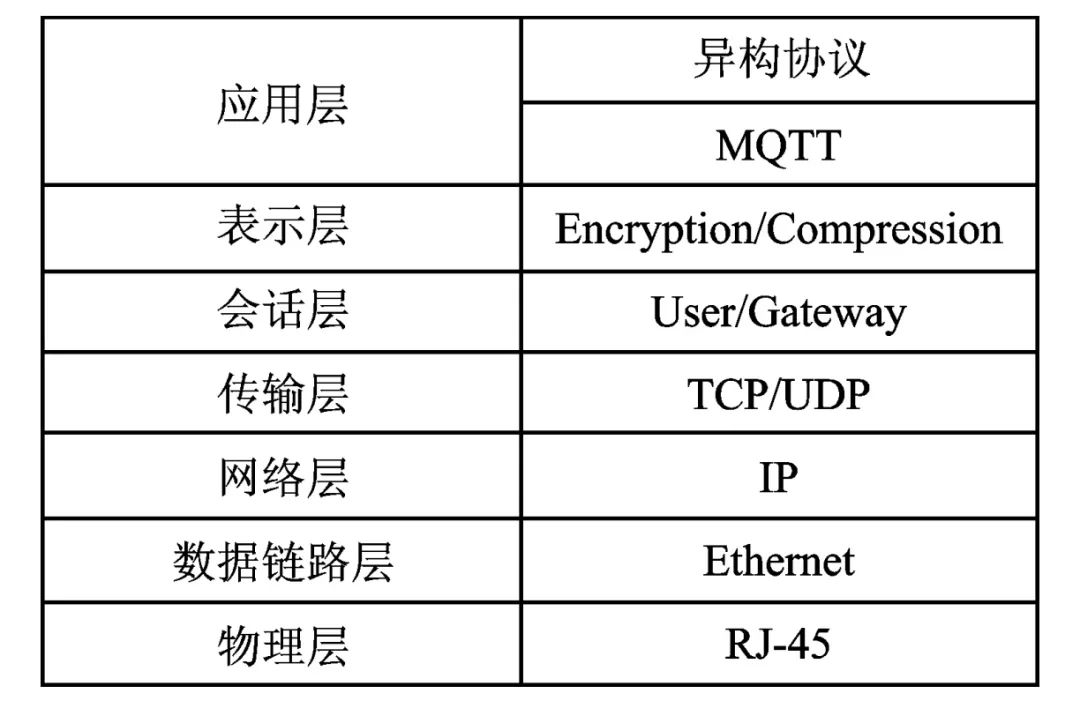 应用层
异构协议
MQTT
表示层
Encryption/Compression
会话层
User/Gateway
传输层
TCP/UDP
网络层
IP
数据链路层
Ethernet
物理层
RJ-45